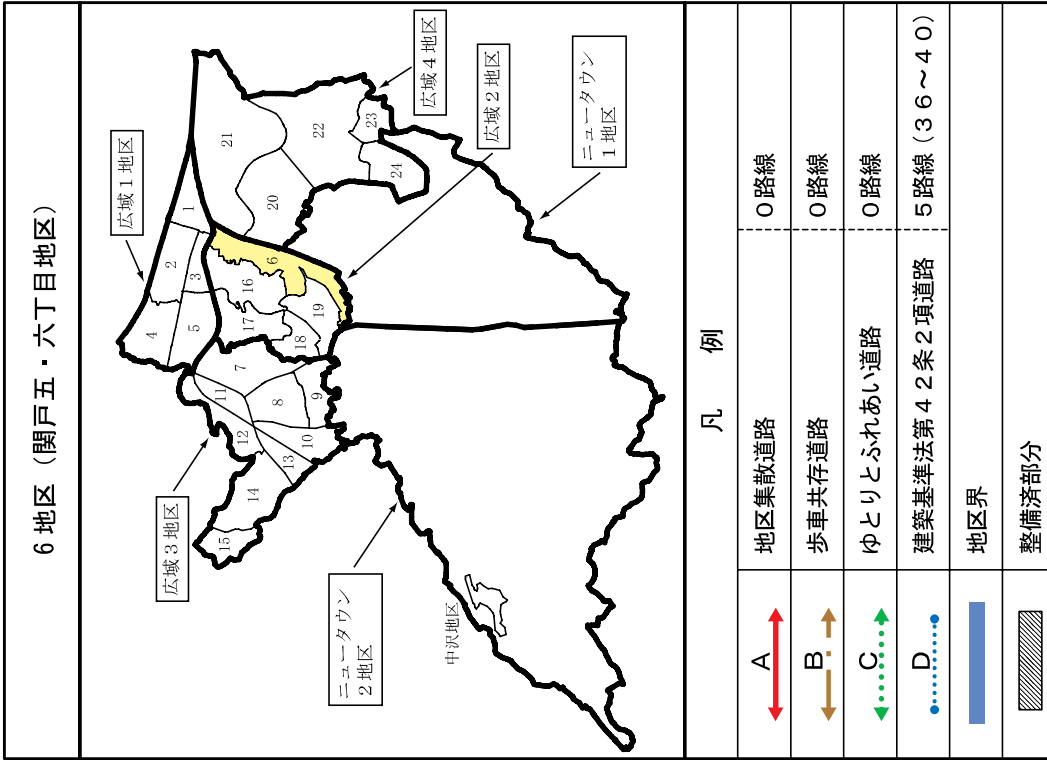 6地区（関戸五・六丁目地区）
広域1地区
広域4地区
広域2地区
ニュータウン
1地区
広域3地区
ニュータウン
2地区
中沢地区
1
2
3
4
5
6
7
8
9
10
11
12
13
14
15
16
17
18
19
20
21
22
23
24
凡　例
A　地区集散道路　0路線
B　歩車共存道路　0路線
C　ゆとりとふれあい道路　0路線
D　建築基準法第42条2項道路　5路線（36～40）
地区界
整備済部分